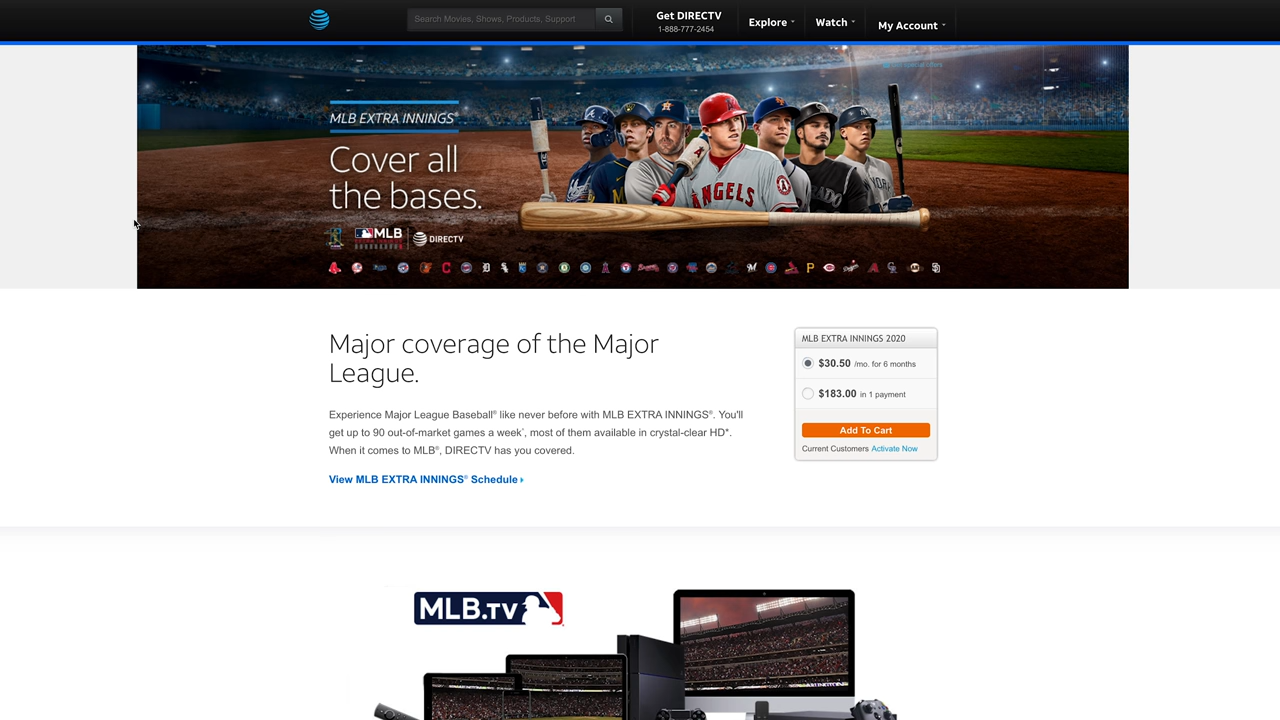 Search Movies, Shows, Products, Support
Get DIRECTV
1-888-777-2454
Explore
Watch
My Account
MLB EXTRA INNINGS®
Cover all
the bases.
MLB
DIRECTV
ANGELS
Major coverage of the Major
League.
Experience Major League Baseball® like never before with MLB EXTRA INNINGS®. You'll
get up to 90 out-of-market games a week*, most of them available in crystal-clear HD*.
When it comes to MLB®, DIRECTV has you covered.
View MLB EXTRA INNINGS® Schedule
MLB EXTRA INNINGS 2020
$30.50 /mo. for 6 months
$183.00 in 1 payment
Add To Cart
Current Customers Activate Now
MLB.TV